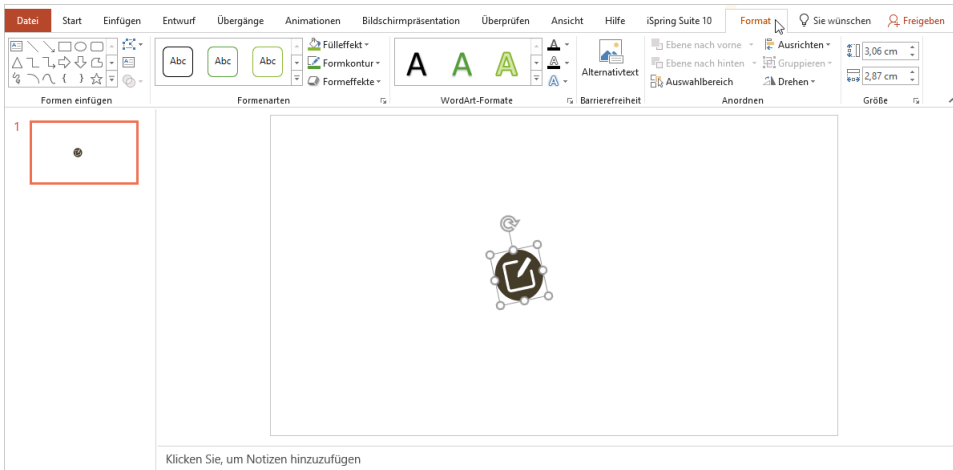 Datei Start Einfügen Entwurf Übergänge Animationen Bildschirmpräsentation Überprüfen Ansicht Hilfe iSpring Suite 10 Format Sie wünschen Freigeben
Abc Abc Abc
Fülleffekt
Formkontur
Formeffekte
A A A
A
A
A
Alternativtext
Ebene nach vorne
Ebene nach hinten
Auswahlbereich
Ausrichten
Gruppieren
Drehen
3,06 cm
2,87 cm
Formen einfügen Formenarten WordArt-Formate Barrierefreiheit Anordnen Größe
1
Klicken Sie, um Notizen hinzuzufügen